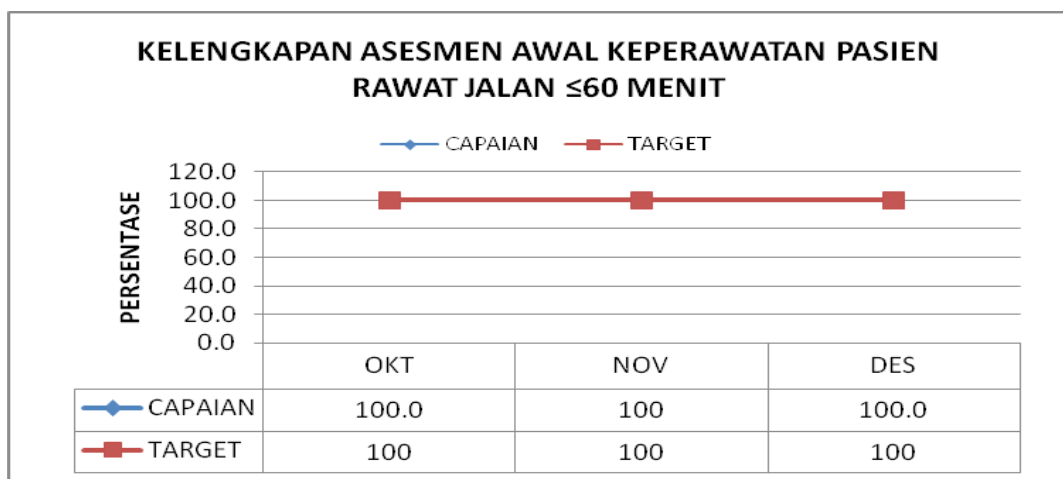 KELENGKAPAN ASESMEN AWAL KEPERAWATAN PASIEN
RAWAT JALAN ≤60 MENIT
CAPAIAN TARGET
PERSENTASE
120.0
100.0
80.0
60.0
40.0
20.0
0.0
OKT NOV DES
CAPAIAN 100.0 100 100.0
TARGET 100 100 100